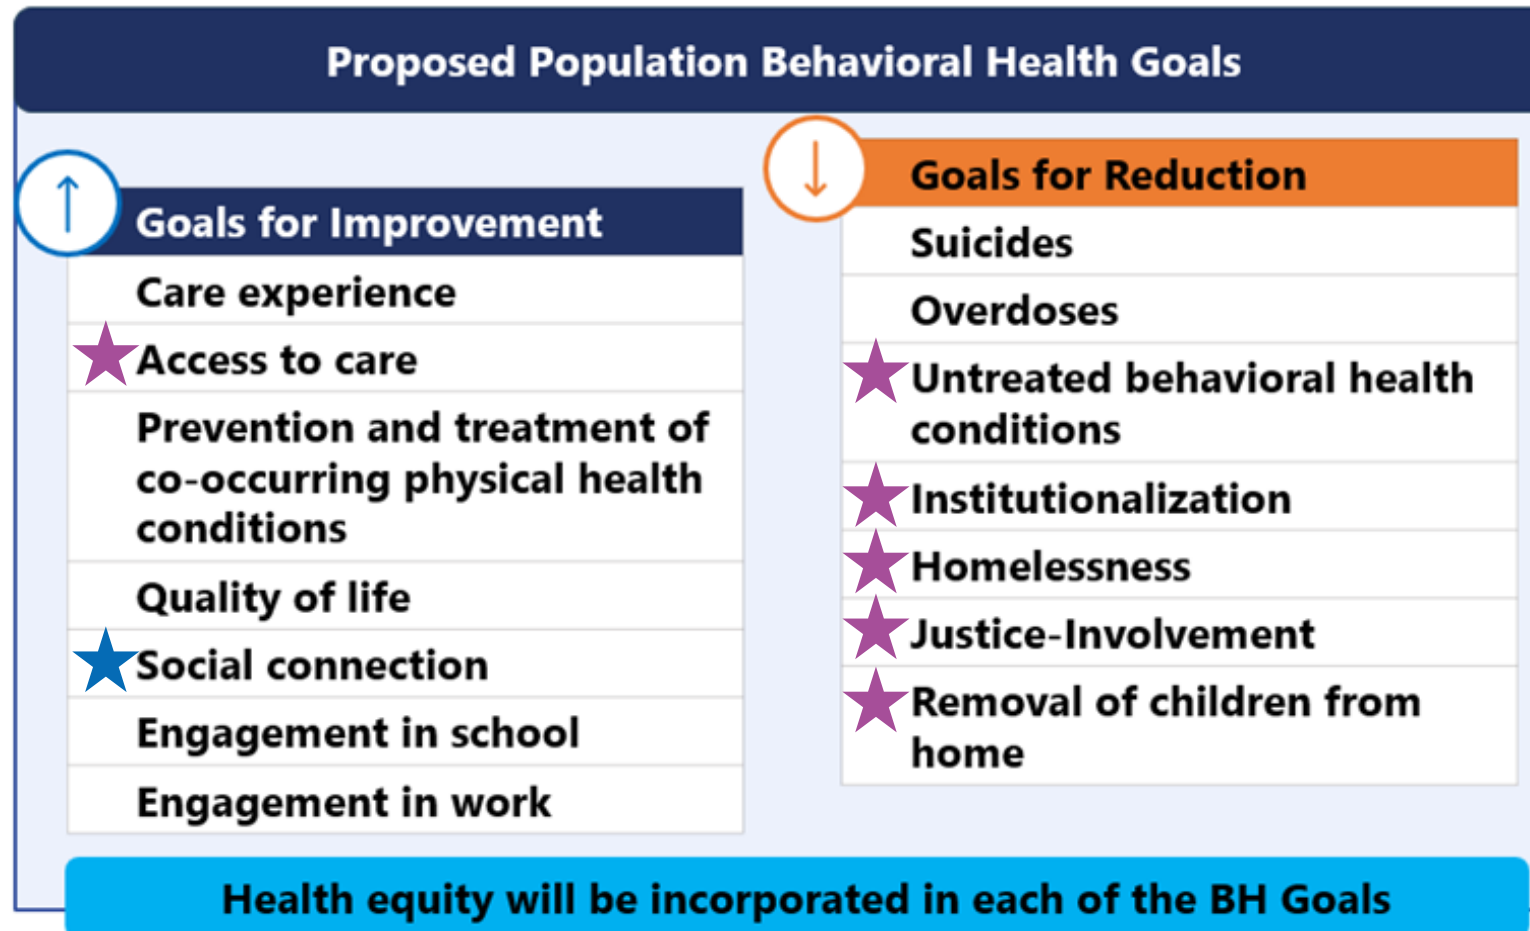 Proposed Population Behavioral Health Goals
Goals for Improvement
Care experience
Access to care
Prevention and treatment of
co-occurring physical health
conditions
Quality of life
Social connection
Engagement in school
Engagement in work
Goals for Reduction
Suicides
Overdoses
Untreated behavioral health
conditions
Institutionalization
Homelessness
Justice-Involvement
Removal of children from
home
Health equity will be incorporated in each of the BH Goals